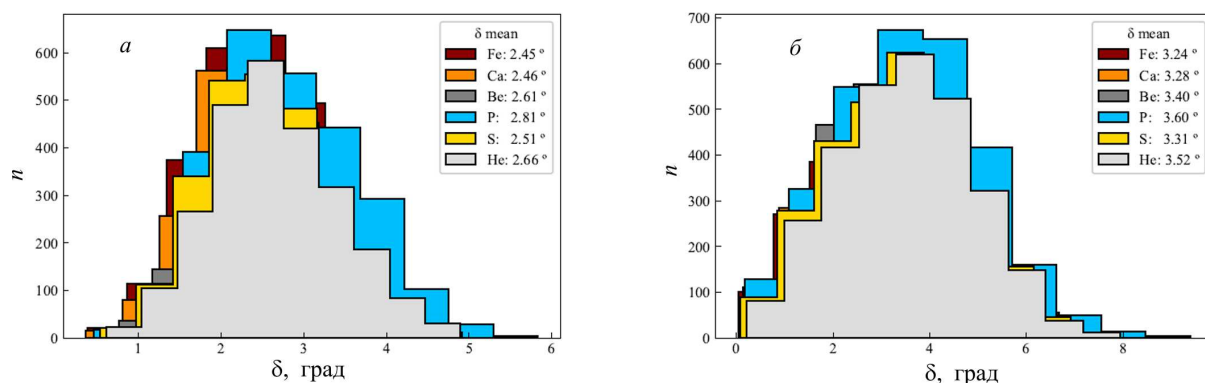 а
δ mean
Fe: 2.45 º
Ca: 2.46 º
Be: 2.61 º
P: 2.81 º
S: 2.51 º
He: 2.66 º
600
500
400
300
200
100
0
n
1
2
3
4
5
6
δ, град
б
δ mean
Fe: 3.24 º
Ca: 3.28 º
Be: 3.40 º
P: 3.60 º
S: 3.31 º
He: 3.52 º
700
600
500
400
300
200
100
0
n
0
2
4
6
8
δ, град